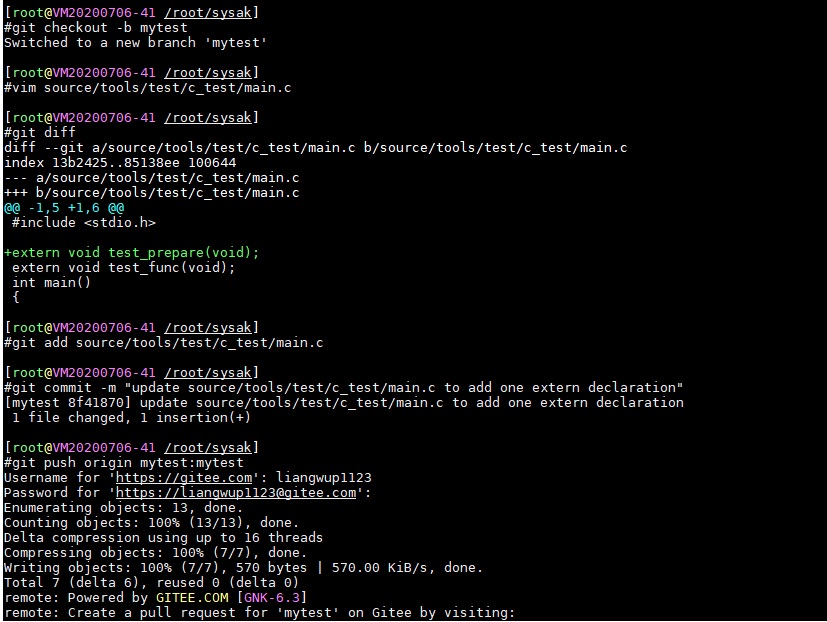 [root@VM20200706-41 /root/sysak]
#git checkout -b mytest
Switched to a new branch 'mytest'
[root@VM20200706-41 /root/sysak]
#vim source/tools/test/c_test/main.c
[root@VM20200706-41 /root/sysak]
#git diff
diff --git a/source/tools/test/c_test/main.c b/source/tools/test/c_test/main.c
index 13b2425..85138ee 100644
--- a/source/tools/test/c_test/main.c
+++ b/source/tools/test/c_test/main.c
@@ -1,5 +1,6 @@
 #include <stdio.h>
+extern void test_prepare(void);
 extern void test_func(void);
 int main()
 {
[root@VM20200706-41 /root/sysak]
#git add source/tools/test/c_test/main.c
[root@VM20200706-41 /root/sysak]
#git commit -m "update source/tools/test/c_test/main.c to add one extern declaration"
[mytest 8f41870] update source/tools/test/c_test/main.c to add one extern declaration
 1 file changed, 1 insertion(+)
[root@VM20200706-41 /root/sysak]
#git push origin mytest:mytest
Username for 'https://gitee.com': liangwup1123
Password for 'https://liangwup1123@gitee.com':
Enumerating objects: 13, done.
Counting objects: 100% (13/13), done.
Delta compression using up to 16 threads
Compressing objects: 100% (7/7), done.
Writing objects: 100% (7/7), 570 bytes | 570.00 KiB/s, done.
Total 7 (delta 6), reused 0 (delta 0)
remote: Powered by GITEE.COM [GNK-6.3]
remote: Create a pull request for 'mytest' on Gitee by visiting: